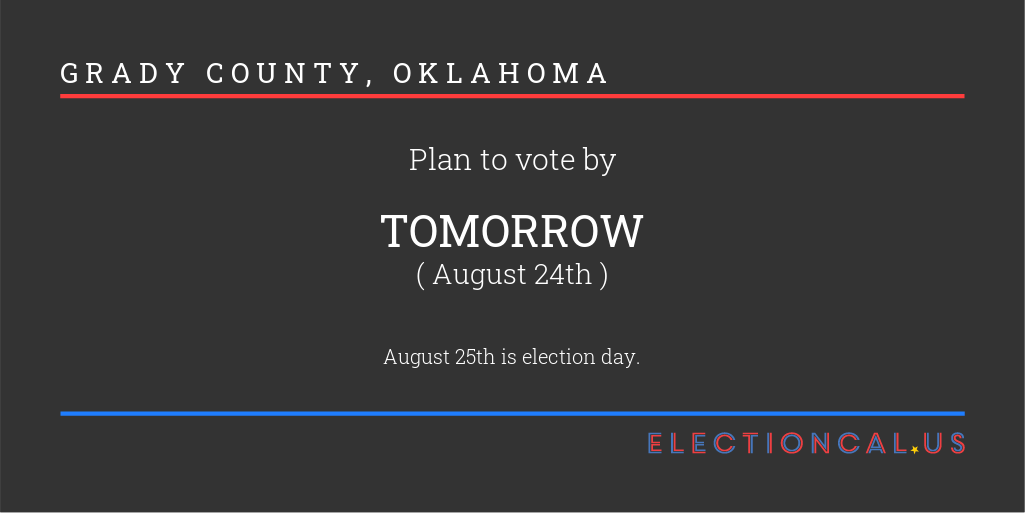 GRADY COUNTY, OKLAHOMA
Plan to vote by
TOMORROW
( August 24th )
August 25th is election day.
ELECTIONCAL.US